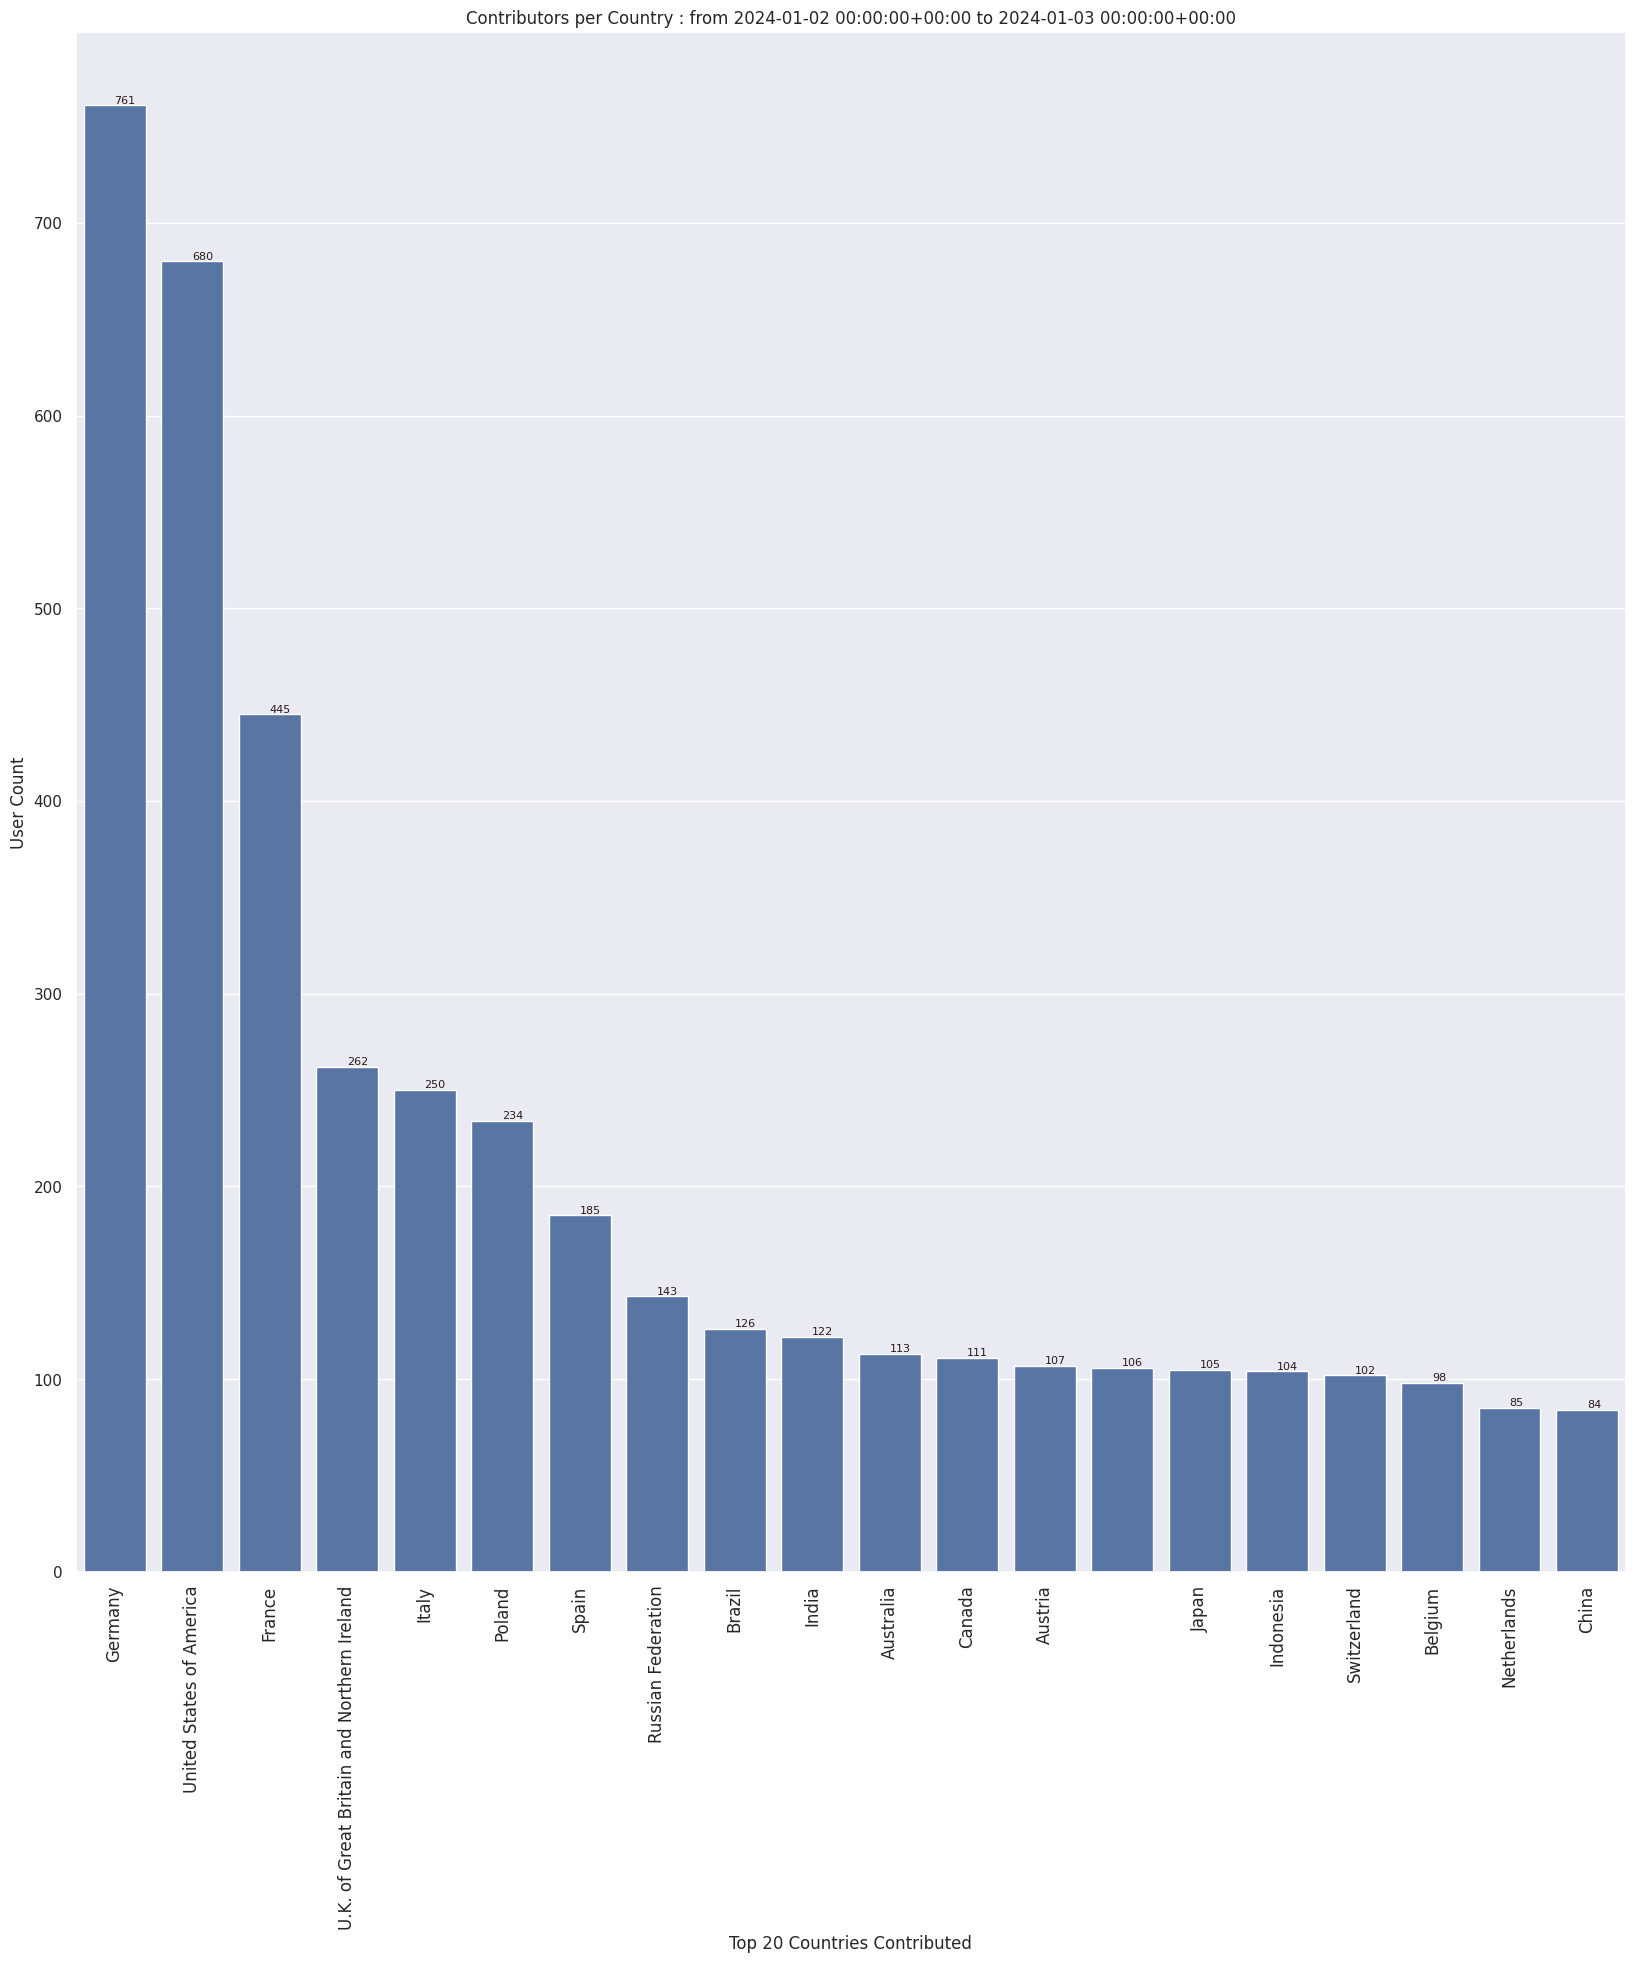 Contributors per Country : from 2024-01-02 00:00:00+00:00 to 2024-01-03 00:00:00+00:00
User Count
700
600
500
400
300
200
100
0
761
680
445
262
250
234
185
143
126
122
113
111
107
106
105
104
102
98
85
84
Germany
United States of America
France
U.K. of Great Britain and Northern Ireland
Italy
Poland
Spain
Russian Federation
Brazil
India
Australia
Canada
Austria
Japan
Indonesia
Switzerland
Belgium
Netherlands
China
Top 20 Countries Contributed